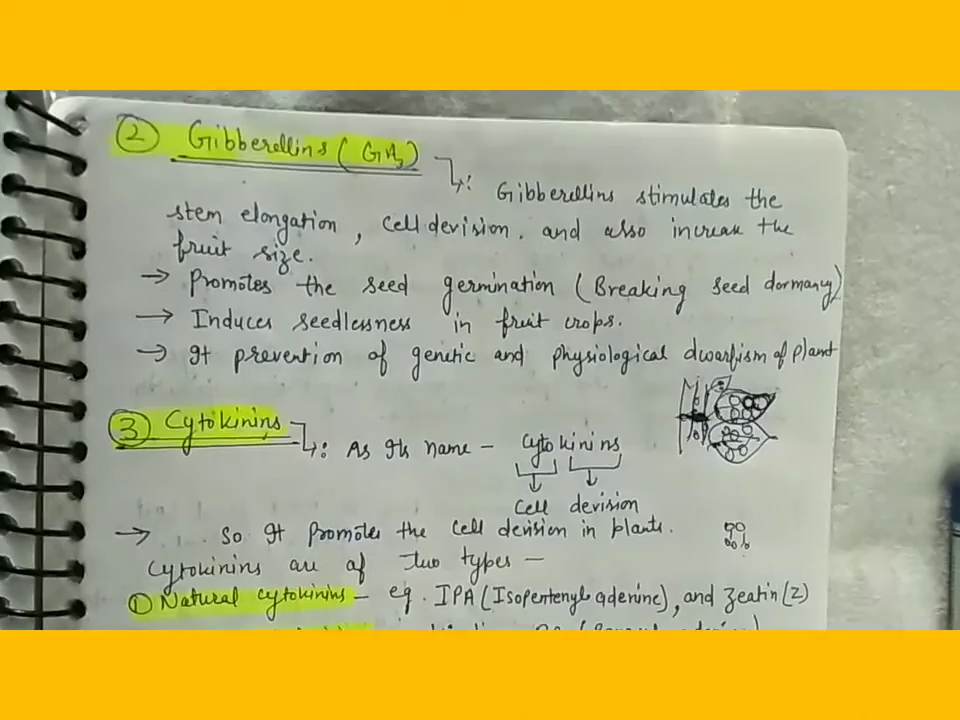 ② Gibberellins (GA₃)
↳: Gibberellins stimulates the
stem elongation, cell devision. and also increase the
fruit size.
→ Promotes the seed germination (Breaking seed dormancy)
→ Induces seedlessness in fruit crops.
→ It prevention of genetic and physiological dwarfism of plant
③ Cytokinins ↳: As Its name - Cytokinins
Cell devision
→ So It promotes the cell devision in plants.
Cytokinins are of two types -
① Natural cytokinins - eg. IPA (Isopentenyl adenine), and Zeatin (Z)